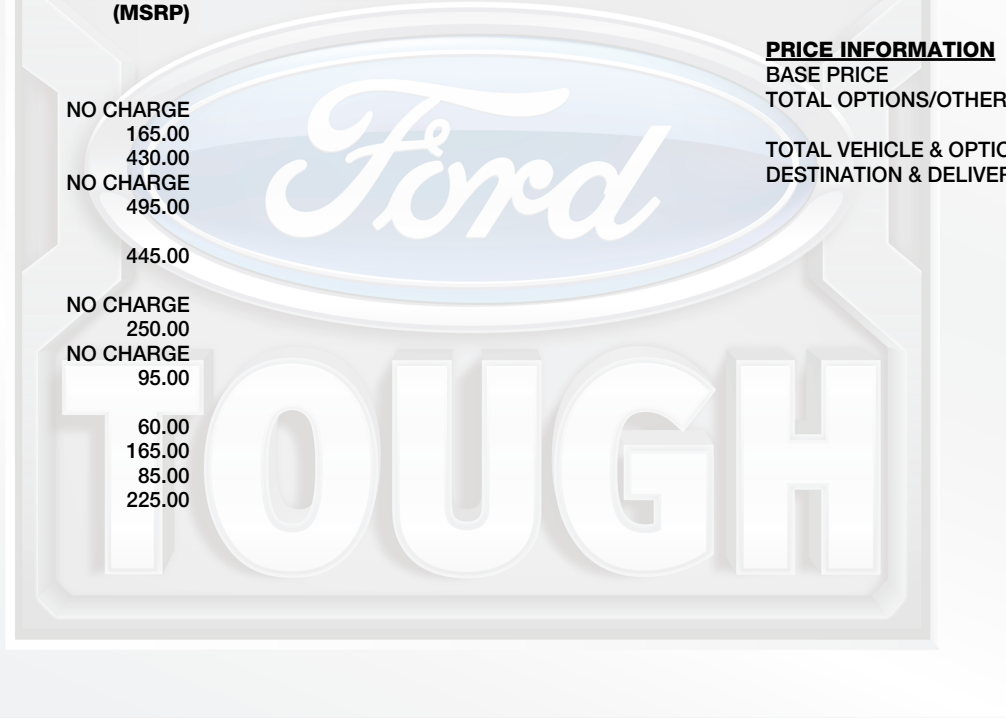 (MSRP)
NO CHARGE
165.00
430.00
NO CHARGE
495.00
445.00
NO CHARGE
250.00
NO CHARGE
95.00
60.00
165.00
85.00
225.00
PRICE INFORMATION
BASE PRICE
TOTAL OPTIONS/OTHER
TOTAL VEHICLE & OPTIO
DESTINATION & DELIVER
Ford
TOUGH